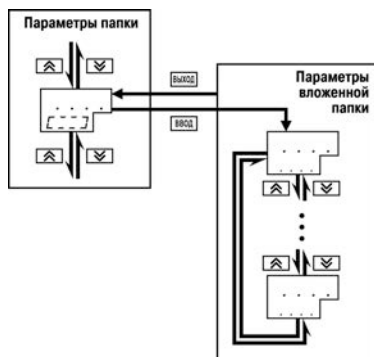 Параметры папки
ВЫХОД
ВВОД
Параметры
вложенной
папки